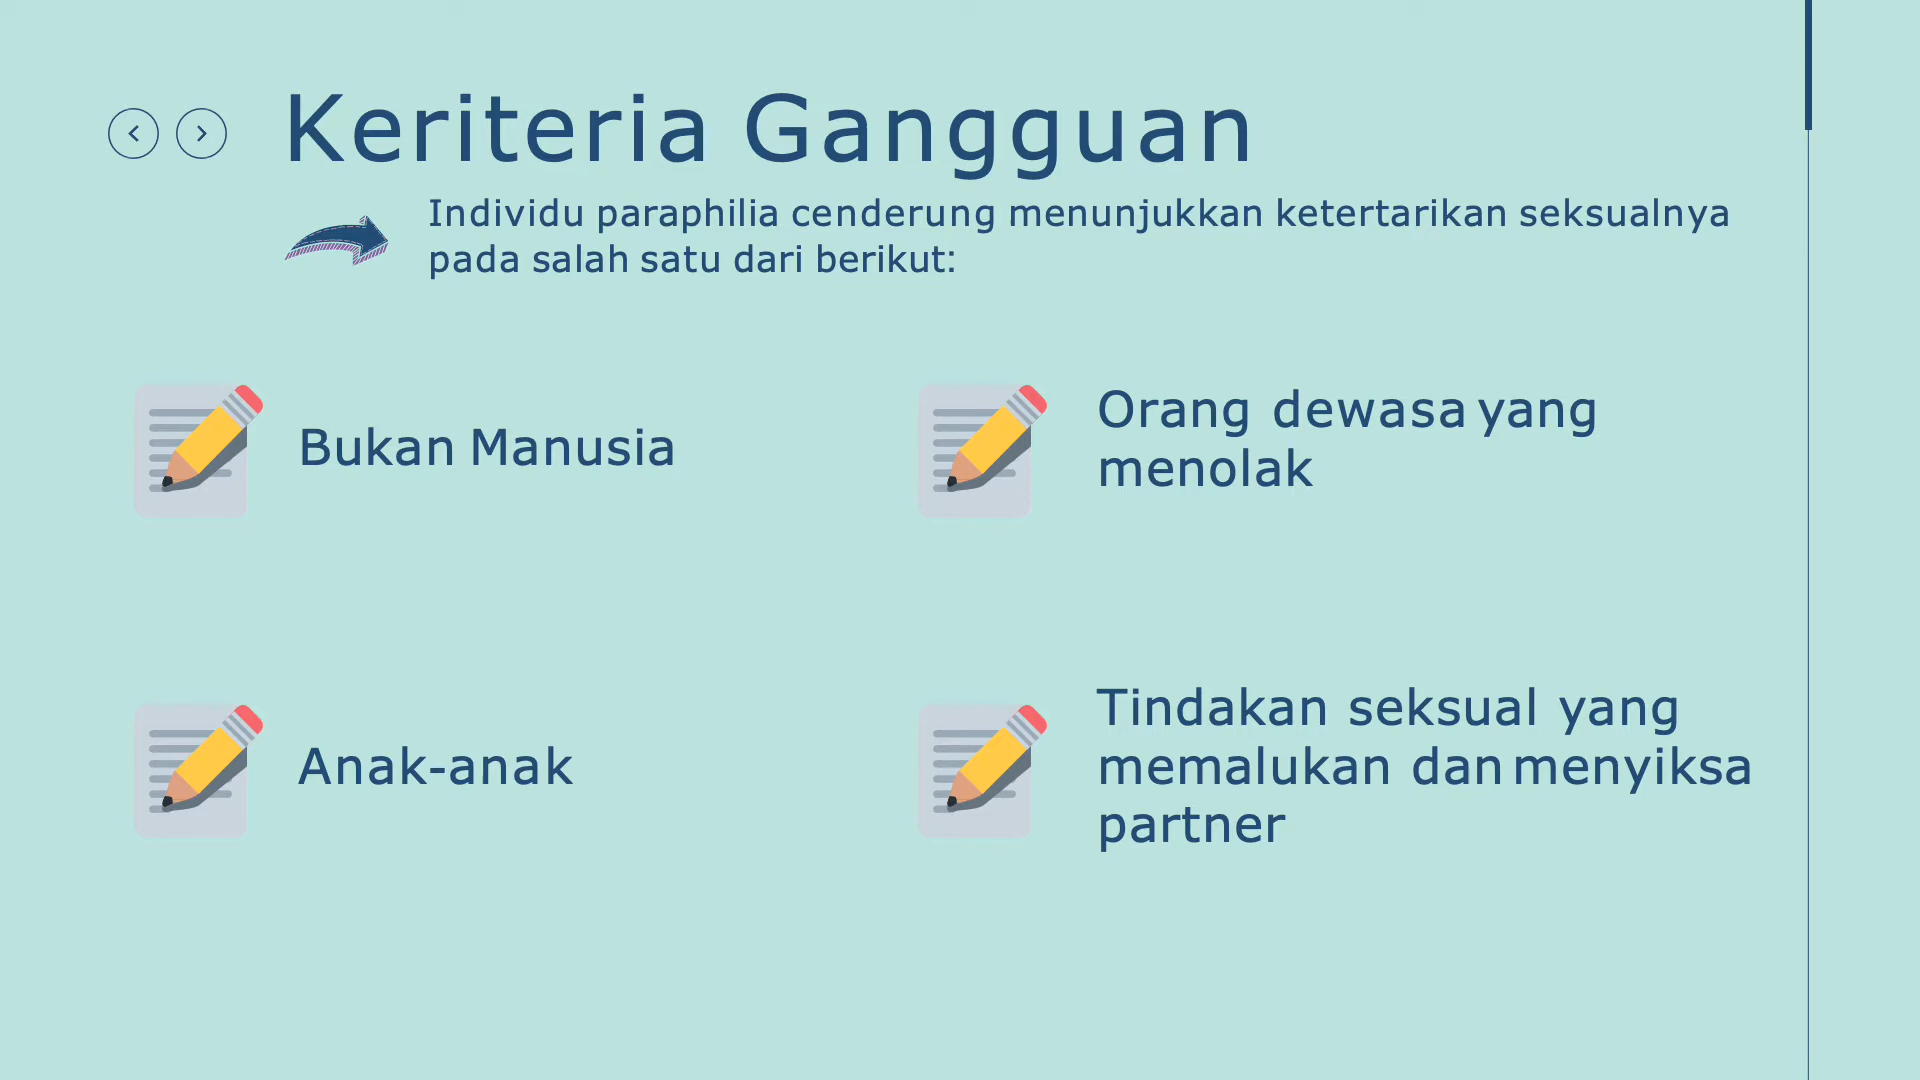 Keriteria Gangguan
Individu paraphilia cenderung menunjukkan ketertarikan seksualnya
pada salah satu dari berikut:
Bukan Manusia
Orang dewasa yang
menolak
Anak-anak
Tindakan seksual yang
memalukan dan menyiksa
partner